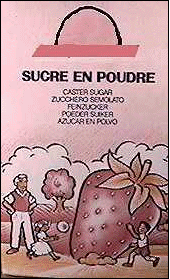 SUCRE EN POUDRE
CASTER SUGAR
ZUCCHERO SEMOLATO
FEINZUCKER
POEDER SUIKER
AZUCAR EN POLVO